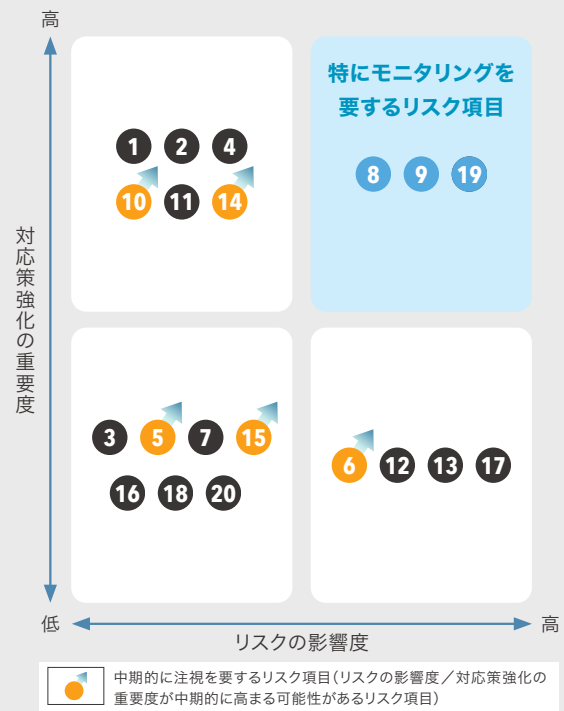 高
特にモニタリングを
要するリスク項目
1 2 4
10 11 14
8 9 19
対応策強化の重要度
3 5 7 15
16 18 20
6 12 13 17
低
高
リスクの影響度
中期的に注視を要するリスク項目（リスクの影響度／対応策強化の
重要度が中期的に高まる可能性があるリスク項目）